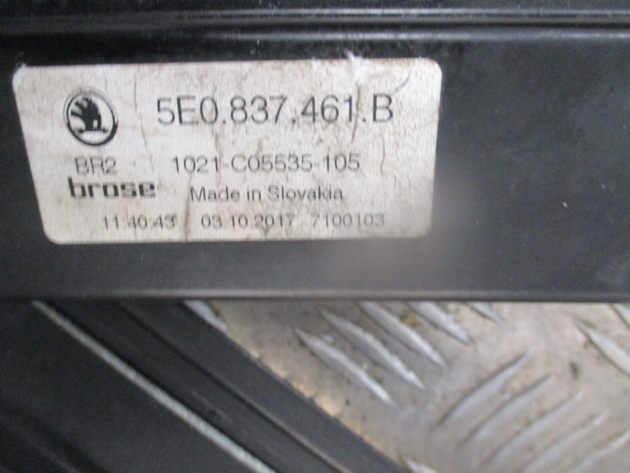 5E0.837.461.B
BR2 1021-C05535-105
brose Made in Slovakia
11:40:43 03.10.2017 7100103